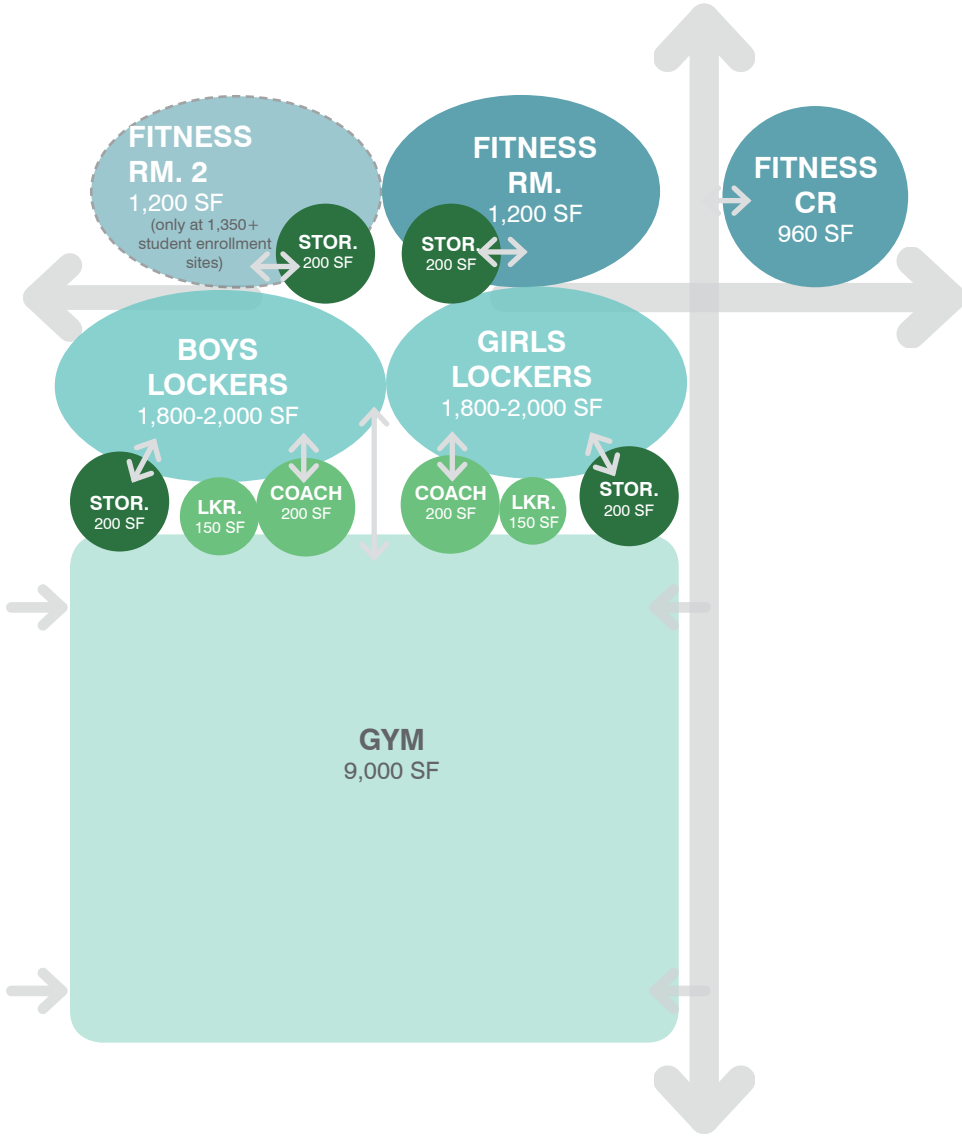 FITNESS
RM. 2
1,200 SF
(only at 1,350+
student enrollment
sites)
STOR.
200 SF
FITNESS
RM.
1,200 SF
STOR.
200 SF
FITNESS
CR
960 SF
BOYS
LOCKERS
1,800-2,000 SF
GIRLS
LOCKERS
1,800-2,000 SF
STOR.
200 SF
LKR.
150 SF
COACH
200 SF
COACH
200 SF
LKR.
150 SF
STOR.
200 SF
GYM
9,000 SF